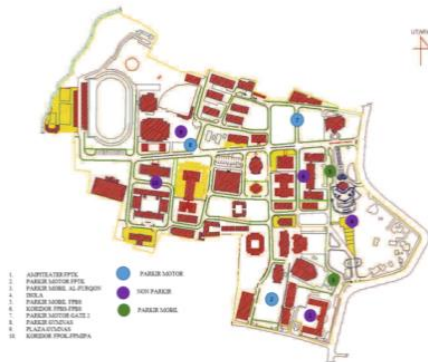 UTARA
1. AMPITEATER FPTK
2. PARKIR MOTOR FPTK
3. PARKIR MOBIL AL-FURQON
4. ISOLA
5. PARKIR MOBIL FPBS
6. KORIDOR FPBS-FPBS
7. PARKIR MOTOR GATE 2
8. PARKIR GYMNAS
9. PLAZA GYMNAS
10. KORIDOR FPOK-FPMIPA
PARKIR MOTOR
NON PARKIR
PARKIR MOBIL